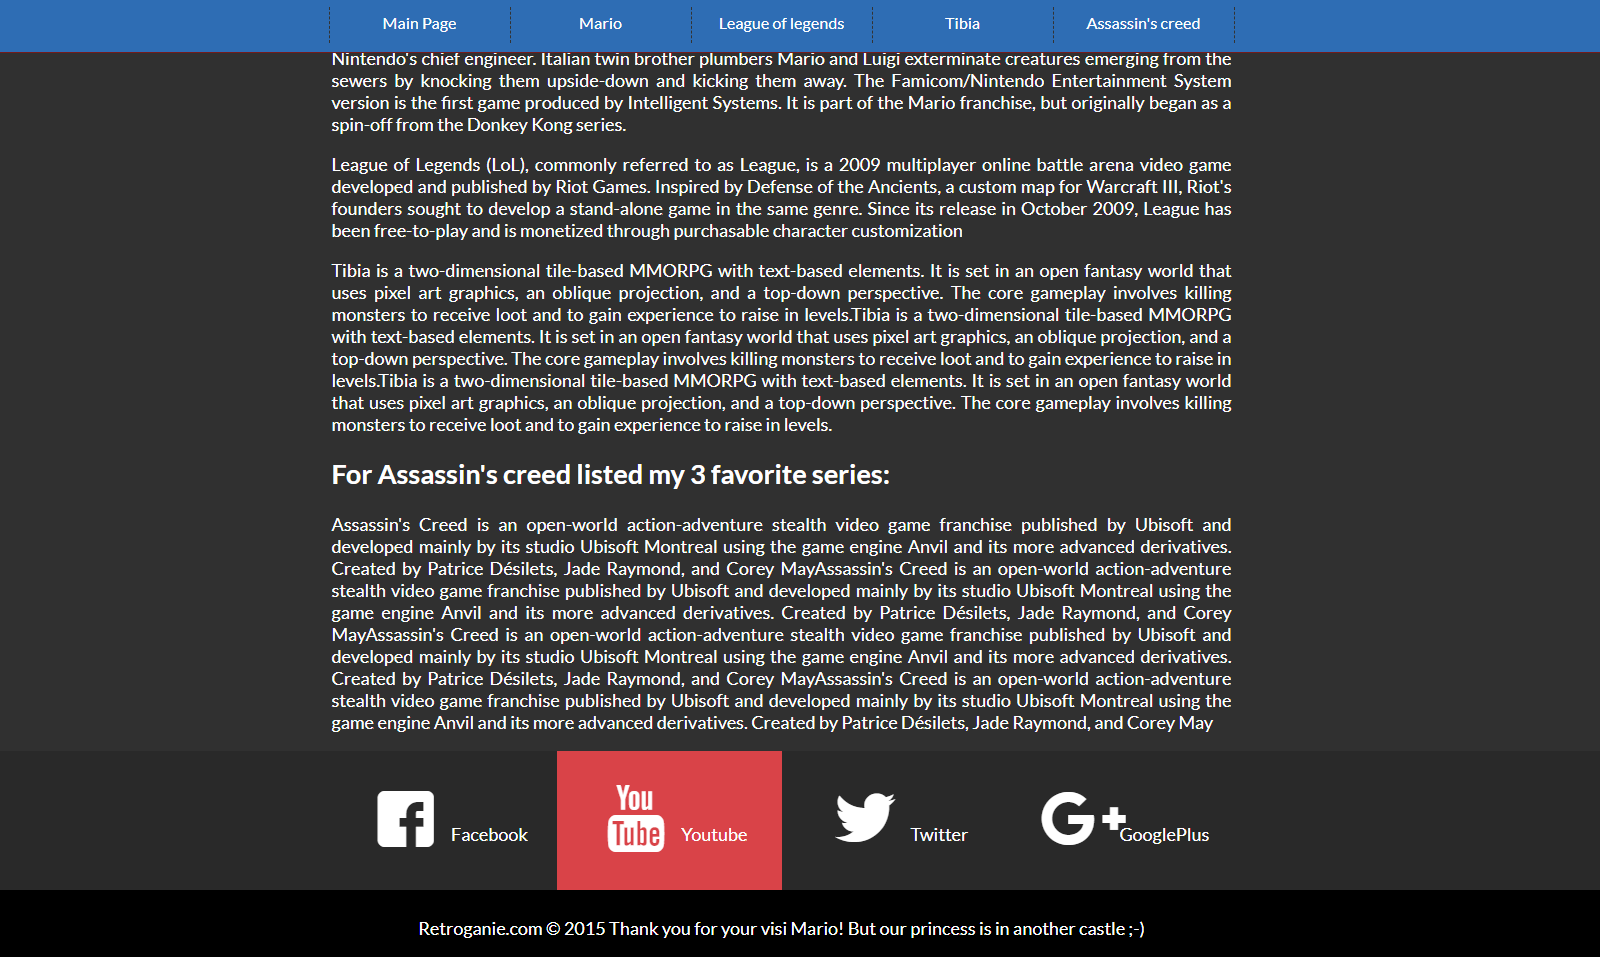 Main Page
Mario
League of legends
Tibia
Assassin's creed
Nintendo's chief engineer. Italian twin brother plumbers Mario and Luigi exterminate creatures emerging from the
sewers by knocking them upside-down and kicking them away. The Famicom/Nintendo Entertainment System
version is the first game produced by Intelligent Systems. It is part of the Mario franchise, but originally began as a
spin-off from the Donkey Kong series.
League of Legends (LoL), commonly referred to as League, is a 2009 multiplayer online battle arena video game
developed and published by Riot Games. Inspired by Defense of the Ancients, a custom map for Warcraft III, Riot's
founders sought to develop a stand-alone game in the same genre. Since its release in October 2009, League has
been free-to-play and is monetized through purchasable character customization
Tibia is a two-dimensional tile-based MMORPG with text-based elements. It is set in an open fantasy world that
uses pixel art graphics, an oblique projection, and a top-down perspective. The core gameplay involves killing
monsters to receive loot and to gain experience to raise in levels.Tibia is a two-dimensional tile-based MMORPG
with text-based elements. It is set in an open fantasy world that uses pixel art graphics, an oblique projection, and a
top-down perspective. The core gameplay involves killing monsters to receive loot and to gain experience to raise in
levels.Tibia is a two-dimensional tile-based MMORPG with text-based elements. It is set in an open fantasy world
that uses pixel art graphics, an oblique projection, and a top-down perspective. The core gameplay involves killing
monsters to receive loot and to gain experience to raise in levels.
For Assassin's creed listed my 3 favorite series:
Assassin's Creed is an open-world action-adventure stealth video game franchise published by Ubisoft and
developed mainly by its studio Ubisoft Montreal using the game engine Anvil and its more advanced derivatives.
Created by Patrice Désilets, Jade Raymond, and Corey MayAssassin's Creed is an open-world action-adventure
stealth video game franchise published by Ubisoft and developed mainly by its studio Ubisoft Montreal using the
game engine Anvil and its more advanced derivatives. Created by Patrice Désilets, Jade Raymond, and Corey
MayAssassin's Creed is an open-world action-adventure stealth video game franchise published by Ubisoft and
developed mainly by its studio Ubisoft Montreal using the game engine Anvil and its more advanced derivatives.
Created by Patrice Désilets, Jade Raymond, and Corey MayAssassin's Creed is an open-world action-adventure
stealth video game franchise published by Ubisoft and developed mainly by its studio Ubisoft Montreal using the
game engine Anvil and its more advanced derivatives. Created by Patrice Désilets, Jade Raymond, and Corey May
Facebook
You
Tube
Youtube
Twitter
G+
GooglePlus
Retroganie.com © 2015 Thank you for your visi Mario! But our princess is in another castle ;-)